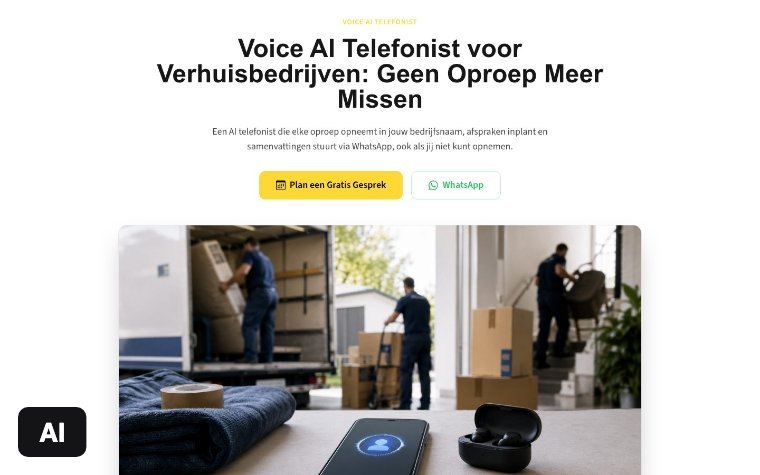 VOICE AI TELEFONIST
Voice AI Telefonist voor
Verhuisbedrijven: Geen Oproep Meer
Missen
Een AI telefonist die elke oproep opneemt in jouw bedrijfsnaam, afspraken inplant en
samenvattingen stuurt via WhatsApp, ook als jij niet kunt opnemen.
Plan een Gratis Gesprek
WhatsApp
AI